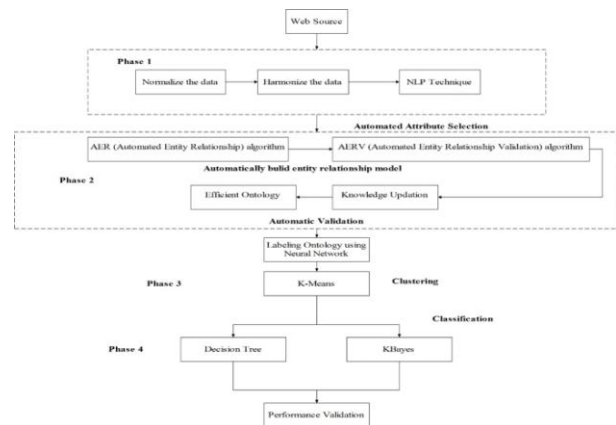 Web Source
Phase 1
Normalize the data
Harmonize the data
NLP Technique
Automated Attribute Selection
AER (Automated Entity Relationship) algorithm
AERV (Automated Entity Relationship Validation) algorithm
Automatically bulid entity relationship model
Phase 2
Efficient Ontology
Knowledge Updation
Automatic Validation
Labeling Ontology using
Neural Network
Phase 3
K-Means
Clustering
Classification
Phase 4
Decision Tree
KBayes
Performance Validation